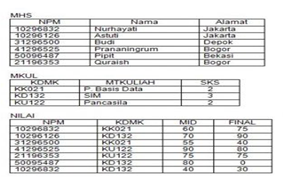 MHS
NPM Nama Alamat
10296832 Nurhayati Jakarta
10296126 Astuti Jakarta
31296500 Budi Depok
41296525 Prananingrum Bogor
50096487 Pipit Bekasi
21196353 Quraish Bogor
MKUL
KDMK MTKULIAH SKS
KK021 P. Basis Data 2
KD132 SIM 3
KU122 Pancasila 2
NILAI
NPM KDMK MID FINAL
10296832 KK021 60 75
10296126 KD132 70 90
31296500 KK021 55 40
41296525 KU122 90 80
21196353 KU122 75 75
50095487 KD132 80 0
10296832 KD132 40 30